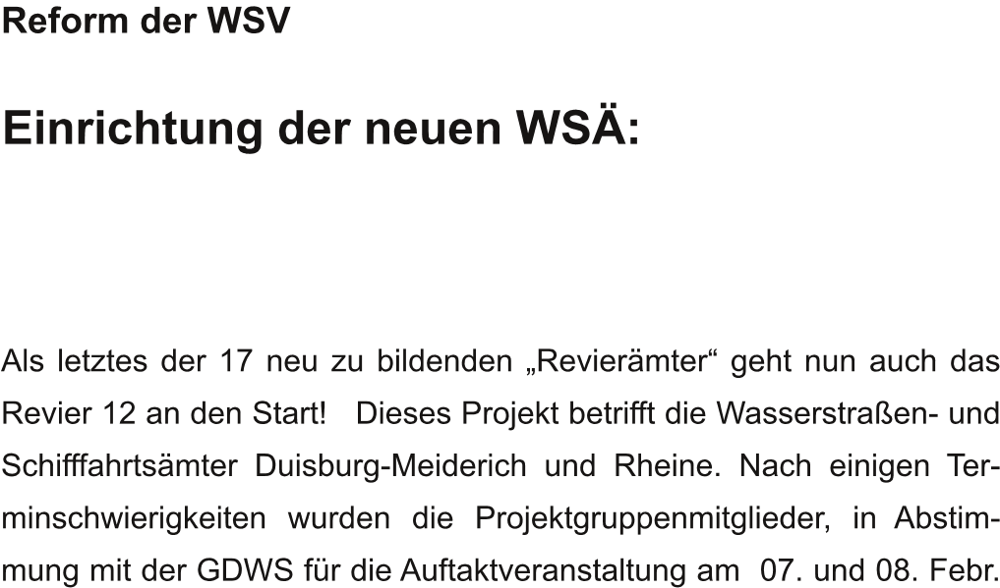 Reform der WSV
Einrichtung der neuen WSÄ:
Als letztes der 17 neu zu bildenden „Revierämter“ geht nun auch das
Revier 12 an den Start!   Dieses Projekt betrifft die Wasserstraßen- und
Schifffahrtsämter Duisburg-Meiderich und Rheine. Nach einigen Ter-
minschwierigkeiten wurden die Projektgruppenmitglieder, in Abstim-
mung mit der GDWS für die Auftaktveranstaltung am  07. und 08. Febr.